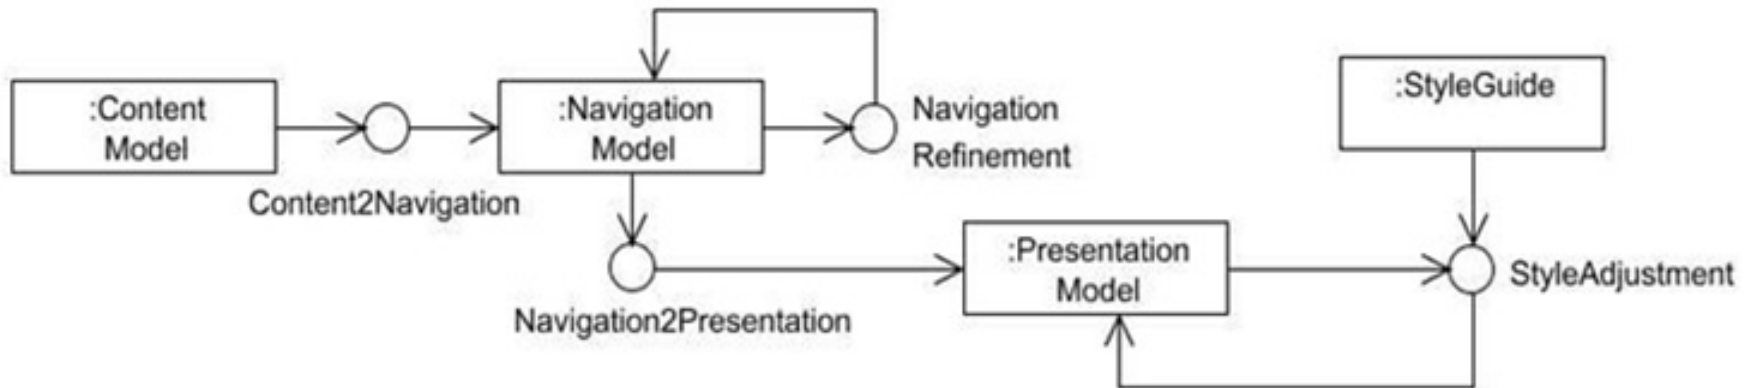 :Content
Model
Content2Navigation
:Navigation
Model
Navigation
Refinement
:StyleGuide
Navigation2Presentation
:Presentation
Model
StyleAdjustment